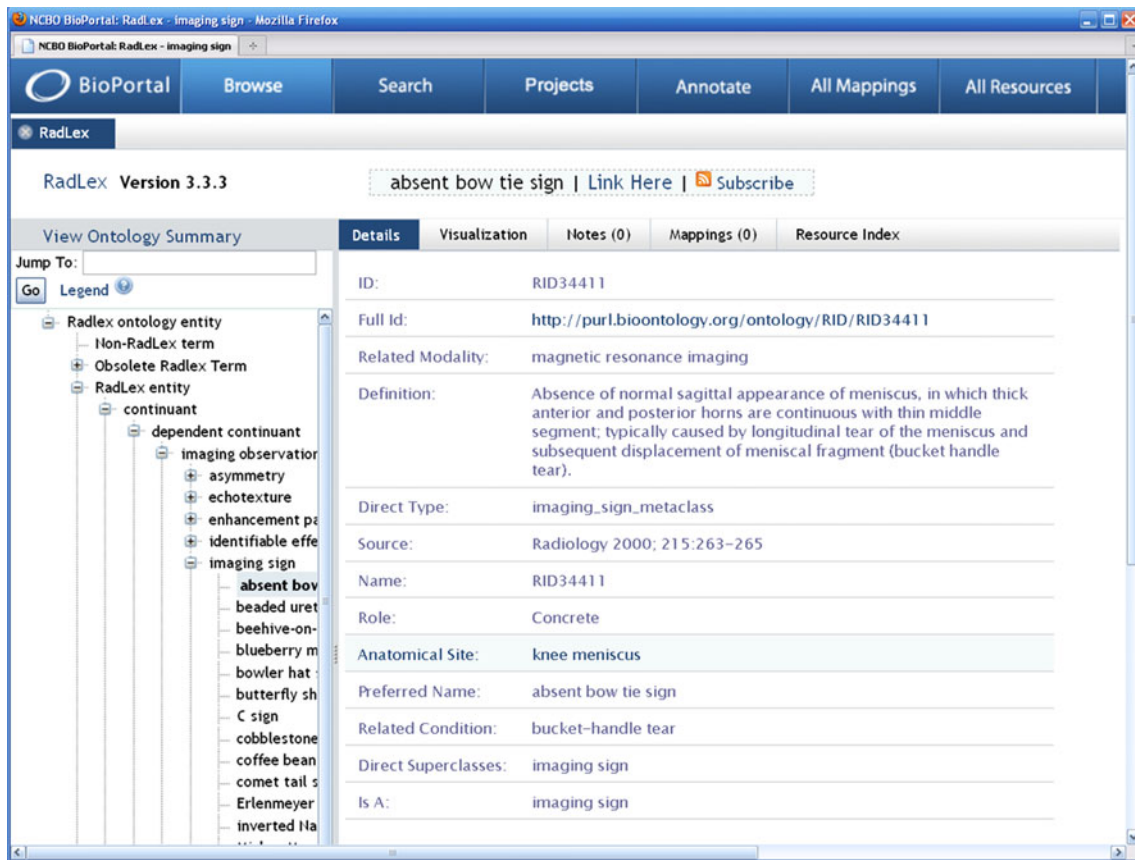 NCBO BioPortal: RadLex - imaging sign - Mozilla Firefox
NCBO BioPortal: RadLex - imaging sign
BioPortal Browse Search Projects Annotate All Mappings All Resources
RadLex
RadLex Version 3.3.3
absent bow tie sign | Link Here | Subscribe
View Ontology Summary
Jump To:
Go Legend
Radlex ontology entity
Non-RadLex term
Obsolete Radlex Term
RadLex entity
continuant
dependent continuant
imaging observation
asymmetry
echotexture
enhancement pa
identifiable effe
imaging sign
absent bow
beaded uret
beehive-on-
blueberry m
bowler hat
butterfly sh
C sign
cobblestone
coffee bean
comet tail s
Erlenmeyer
inverted Na
Details Visualization Notes (0) Mappings (0) Resource Index
ID: RID34411
Full Id: http://purl.bioontology.org/ontology/RID/RID34411
Related Modality: magnetic resonance imaging
Definition: Absence of normal sagittal appearance of meniscus, in which thick
anterior and posterior horns are continuous with thin middle
segment; typically caused by longitudinal tear of the meniscus and
subsequent displacement of meniscal fragment (bucket handle
tear).
Direct Type: imaging_sign_metaclass
Source: Radiology 2000; 215:263-265
Name: RID34411
Role: Concrete
Anatomical Site: knee meniscus
Preferred Name: absent bow tie sign
Related Condition: bucket-handle tear
Direct Superclasses: imaging sign
Is A: imaging sign